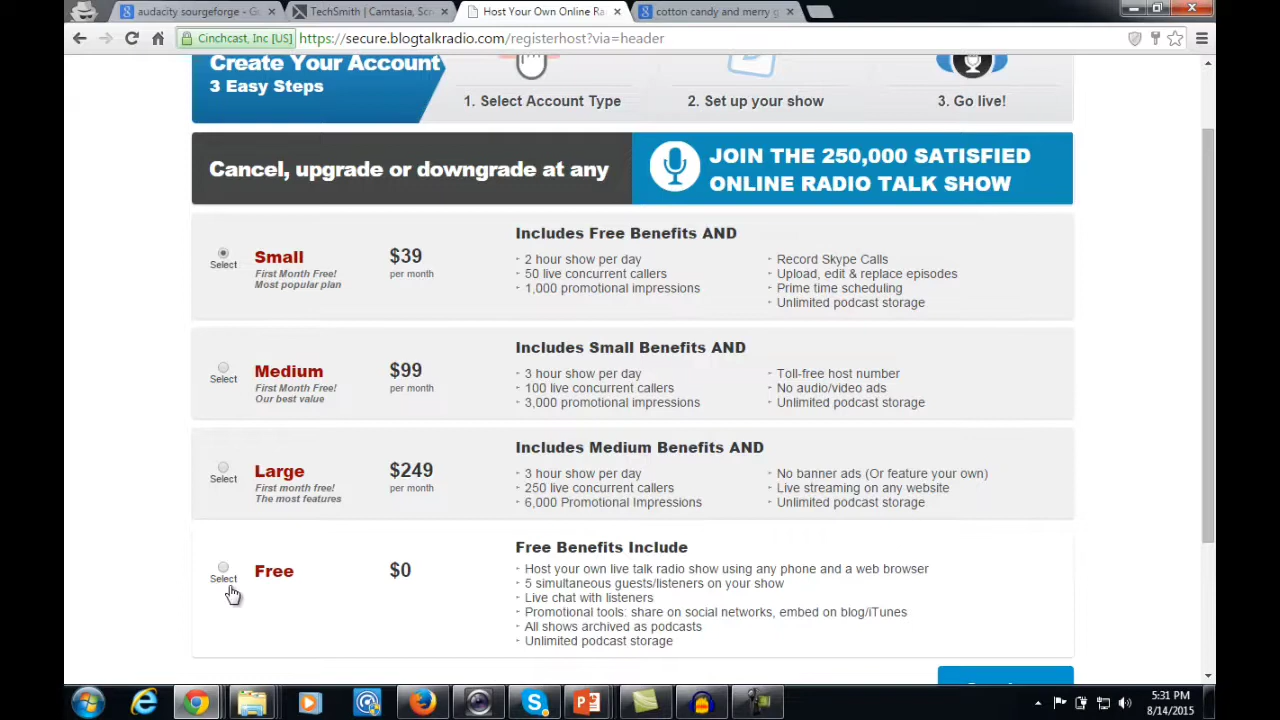 audacity sourgeforge - Go
TechSmith | Camtasia, Scr
Host Your Own Online Ra
cotton candy and merry g
Cinchcast, Inc [US]
https://secure.blogtalkradio.com/registerhost?via=header
Create Your Account
3 Easy Steps
1. Select Account Type
2. Set up your show
3. Go live!
Cancel, upgrade or downgrade at any
JOIN THE 250,000 SATISFIED
ONLINE RADIO TALK SHOW
Select
Small
First Month Free!
Most popular plan
$39
per month
Includes Free Benefits AND
2 hour show per day
50 live concurrent callers
1,000 promotional impressions
Record Skype Calls
Upload, edit & replace episodes
Prime time scheduling
Unlimited podcast storage
Select
Medium
First Month Free!
Our best value
$99
per month
Includes Small Benefits AND
3 hour show per day
100 live concurrent callers
3,000 promotional impressions
Toll-free host number
No audio/video ads
Unlimited podcast storage
Select
Large
First month free!
The most features
$249
per month
Includes Medium Benefits AND
3 hour show per day
250 live concurrent callers
6,000 Promotional Impressions
No banner ads (Or feature your own)
Live streaming on any website
Unlimited podcast storage
Select
Free
$0
Free Benefits Include
Host your own live talk radio show using any phone and a web browser
5 simultaneous guests/listeners on your show
Live chat with listeners
Promotional tools: share on social networks, embed on blog/iTunes
All shows archived as podcasts
Unlimited podcast storage
5:31 PM
8/14/2015